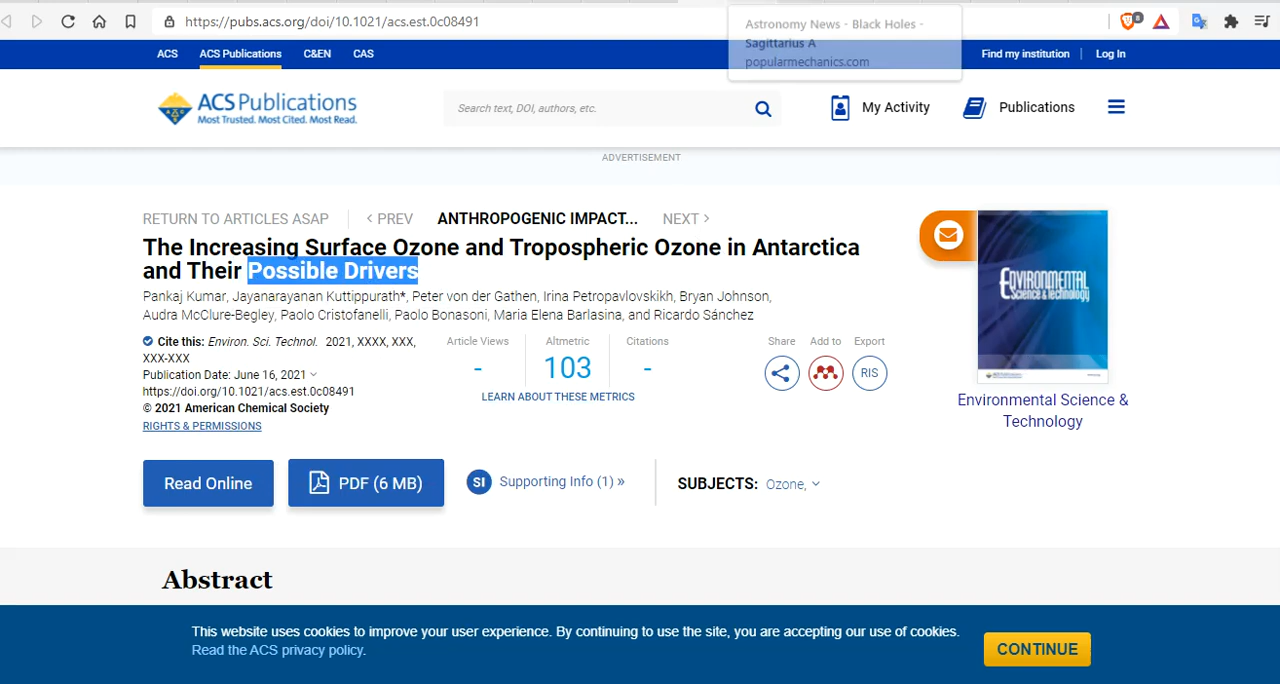 https://pubs.acs.org/doi/10.1021/acs.est.0c08491
Astronomy News - Black Holes -
Sagittarius A
popularmechanics.com
ACS
ACS Publications
C&EN
CAS
Find my institution
Log In
ACS Publications
Most Trusted. Most Cited. Most Read.
Search text, DOI, authors, etc.
My Activity
Publications
ADVERTISEMENT
RETURN TO ARTICLES ASAP
< PREV
ANTHROPOGENIC IMPACT...
NEXT >
The Increasing Surface Ozone and Tropospheric Ozone in Antarctica
and Their Possible Drivers
Pankaj Kumar, Jayanarayanan Kuttippurath*, Peter von der Gathen, Irina Petropavlovskikh, Bryan Johnson,
Audra McClure-Begley, Paolo Cristofanelli, Paolo Bonasoni, Maria Elena Barlasina, and Ricardo Sánchez
Cite this: Environ. Sci. Technol. 2021, XXXX, XXX,
XXX-XXX
Publication Date: June 16, 2021
https://doi.org/10.1021/acs.est.0c08491
© 2021 American Chemical Society
RIGHTS & PERMISSIONS
Article Views
-
Altmetric
103
Citations
-
LEARN ABOUT THESE METRICS
Share
Add to
Export
RIS
ENVIRONMENTAL
Science & Technology
Environmental Science &
Technology
Read Online
PDF (6 MB)
SI
Supporting Info (1) »
SUBJECTS: Ozone,
Abstract
This website uses cookies to improve your user experience. By continuing to use the site, you are accepting our use of cookies.
Read the ACS privacy policy.
CONTINUE